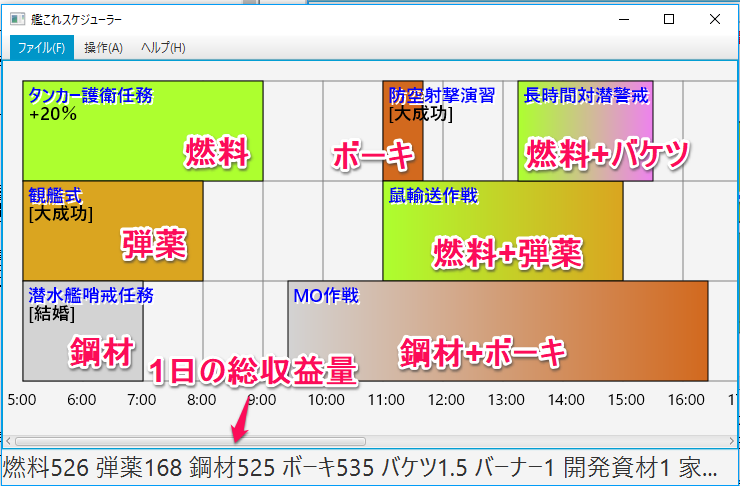 艦これスケジューラー
ファイル(F) 操作(A) ヘルプ(H)
タンカー護衛任務
+20%
燃料
防空射撃演習
[大成功]
ボーキ
長時間対潜警戒
燃料+バケツ
観艦式
[大成功]
弾薬
鼠輸送作戦
燃料+弾薬
潜水艦哨戒任務
[結婚]
鋼材
MO作戦
鋼材+ボーキ
1日の総収益量
5:00 6:00 7:00 8:00 9:00 10:00 11:00 12:00 13:00 14:00 15:00 16:00 17
燃料526 弾薬168 鋼材525 ボーキ535 バケツ1.5 バーナー1 開発資材1 家...